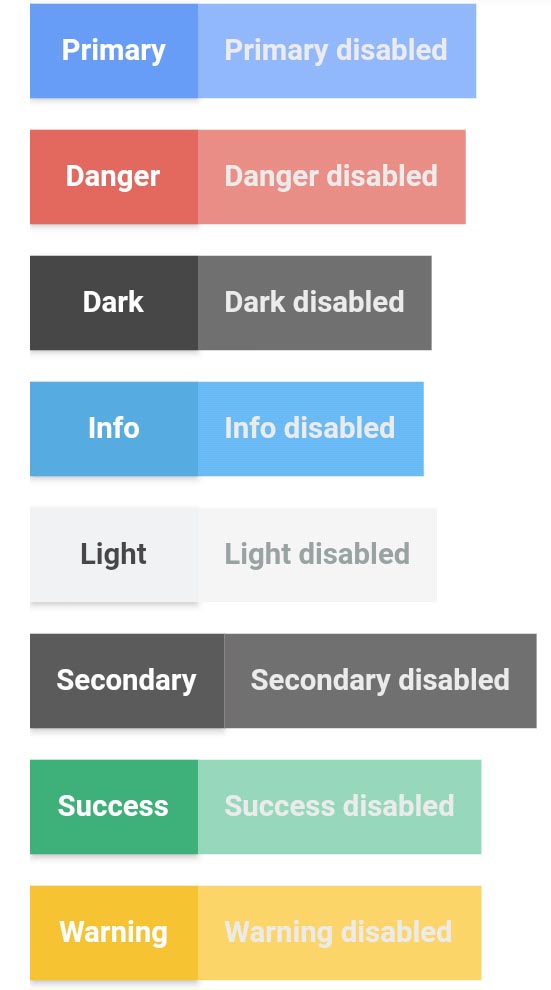 Primary Primary disabled
Danger Danger disabled
Dark Dark disabled
Info Info disabled
Light Light disabled
Secondary Secondary disabled
Success Success disabled
Warning Warning disabled